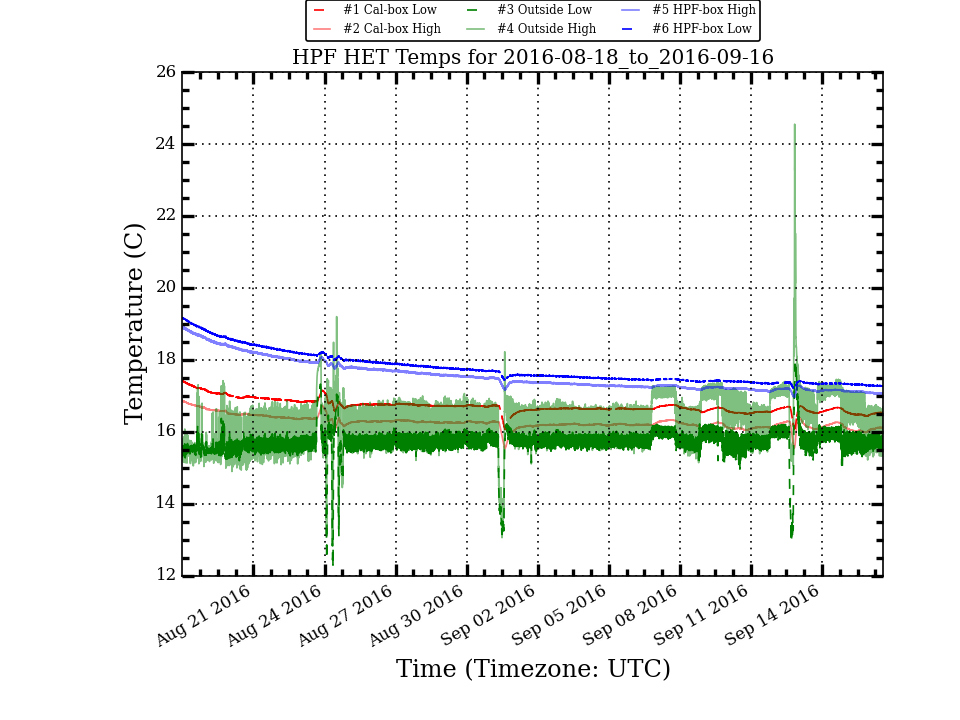 #1 Cal-box Low #3 Outside Low #5 HPF-box High
#2 Cal-box High #4 Outside High #6 HPF-box Low
HPF HET Temps for 2016-08-18_to_2016-09-16
26
24
22
20
18
16
14
12
Temperature (C)
Aug 21 2016 Aug 24 2016 Aug 27 2016 Aug 30 2016 Sep 02 2016 Sep 05 2016 Sep 08 2016 Sep 11 2016 Sep 14 2016
Time (Timezone: UTC)